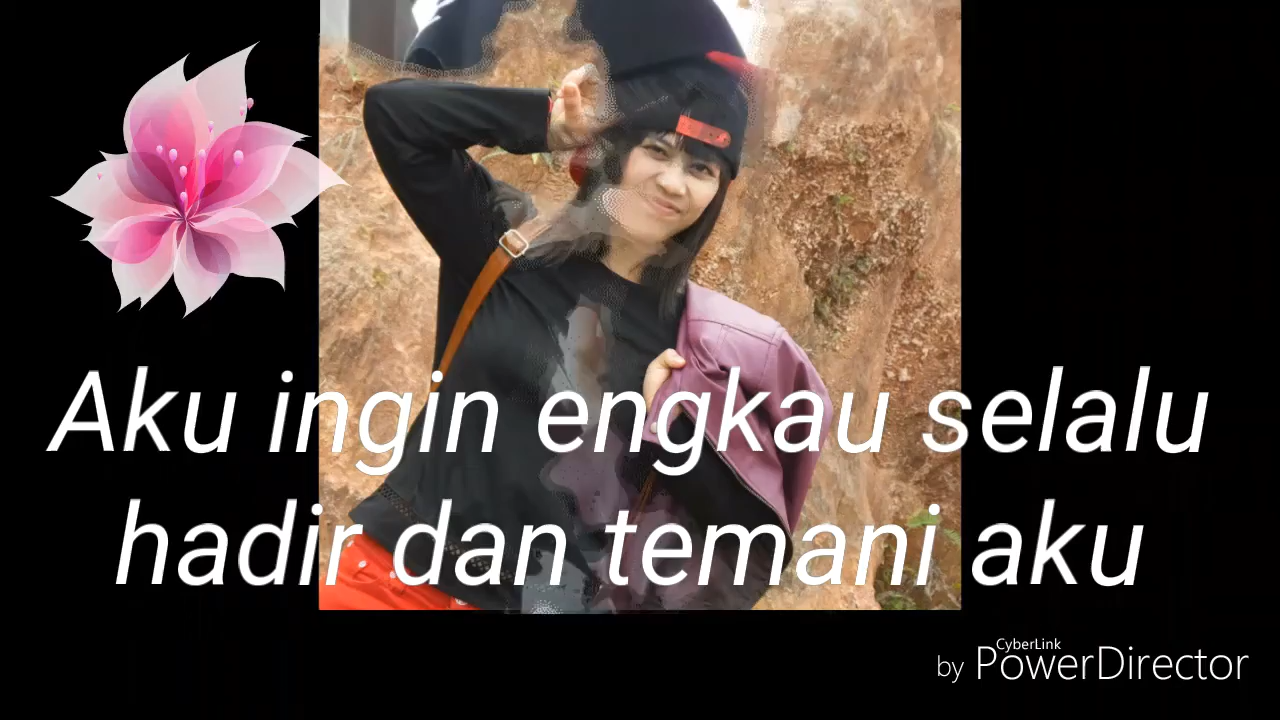 Aku ingin engkau selalu
hadir dan temani aku
CyberLink
by PowerDirector